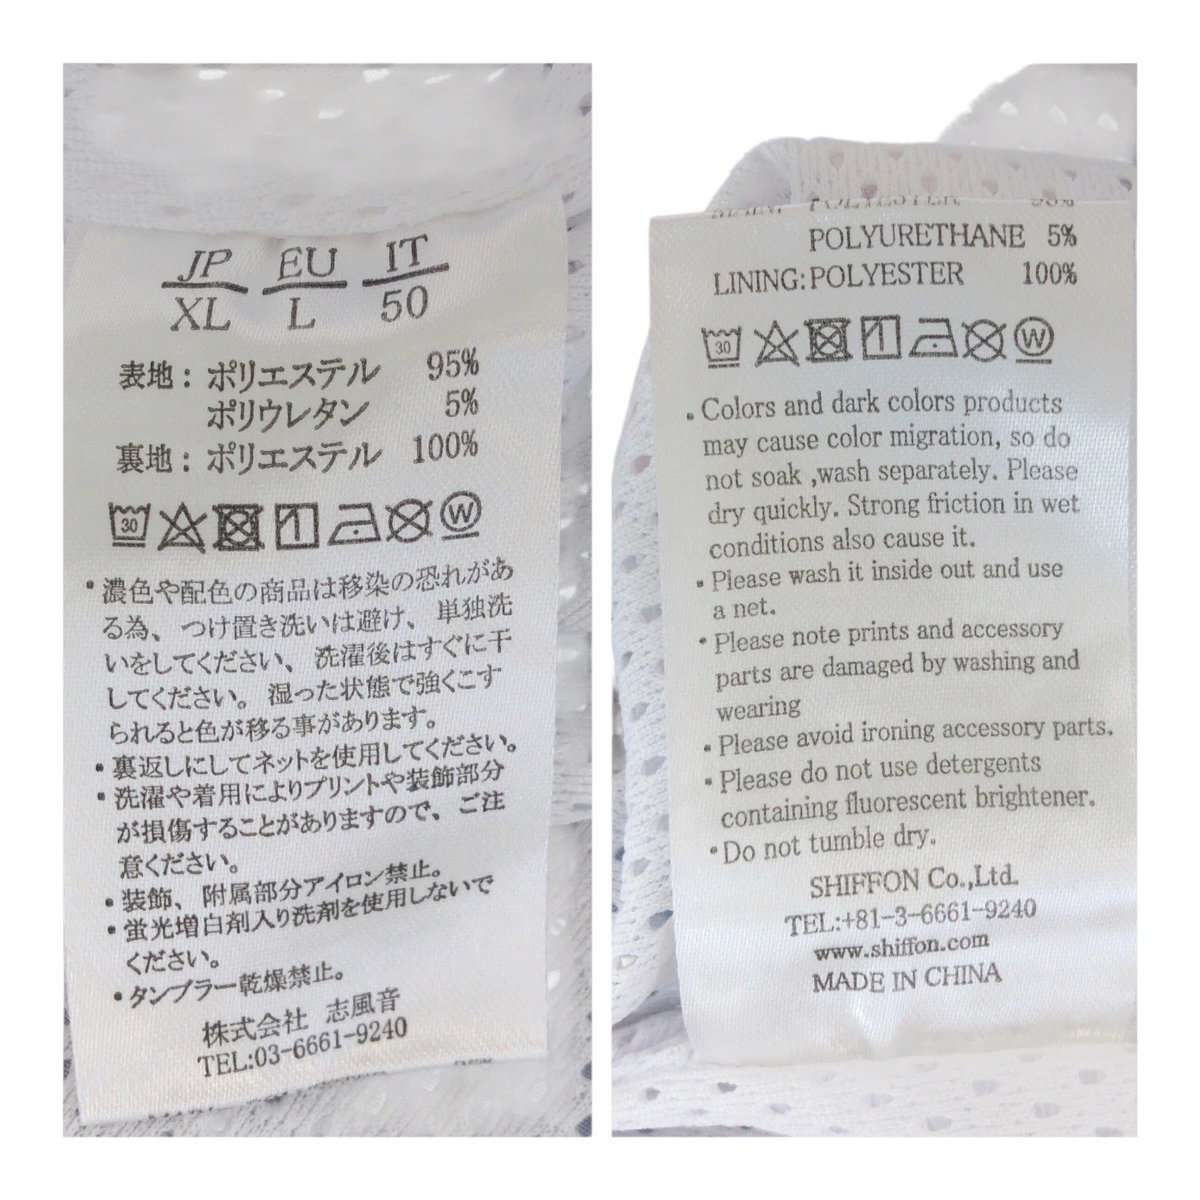 JP EU IT
XL L 50
表地：ポリエステル 95%
ポリウレタン 5%
裏地：ポリエステル 100%
30 W
・濃色や配色の商品は移染の恐れがあ
る為、つけ置き洗いは避け、単独洗
いをしてください、洗濯後はすぐに干
してください。湿った状態で強くこす
られると色が移る事があります。
・裏返しにしてネットを使用してください。
・洗濯や着用によりプリントや装飾部分
が損傷することがありますので、ご注
意ください。
・装飾、附属部分アイロン禁止。
・蛍光増白剤入り洗剤を使用しないで
ください。
・タンブラー乾燥禁止。
株式会社 志風音
TEL:03-6661-9240
POLYESTER 95%
POLYURETHANE 5%
LINING:POLYESTER 100%
30 W
・Colors and dark colors products
may cause color migration, so do
not soak ,wash separately. Please
dry quickly. Strong friction in wet
conditions also cause it.
・Please wash it inside out and use
a net.
・Please note prints and accessory
parts are damaged by washing and
wearing
・Please avoid ironing accessory parts.
・Please do not use detergents
containing fluorescent brightener.
・Do not tumble dry.
SHIFFON Co.,Ltd.
TEL:+81-3-6661-9240
www.shiffon.com
MADE IN CHINA